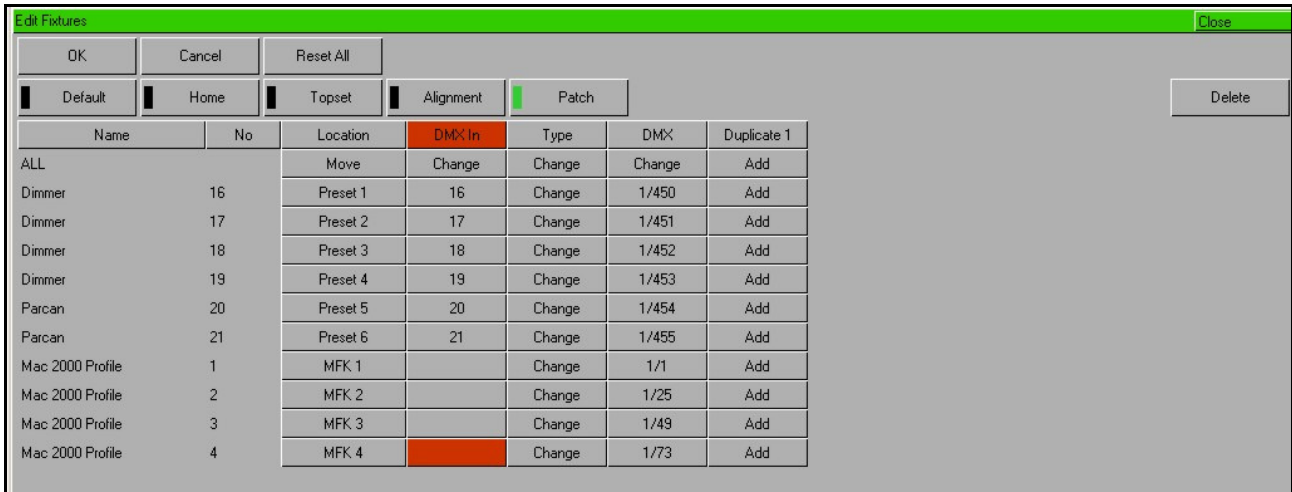 Edit Fixtures Close
OK Cancel Reset All
Default Home Topset Alignment Patch Delete
Name No Location DMX In Type DMX Duplicate 1
ALL Move Change Change Change Add
Dimmer 16 Preset 1 16 Change 1/450 Add
Dimmer 17 Preset 2 17 Change 1/451 Add
Dimmer 18 Preset 3 18 Change 1/452 Add
Dimmer 19 Preset 4 19 Change 1/453 Add
Parcan 20 Preset 5 20 Change 1/454 Add
Parcan 21 Preset 6 21 Change 1/455 Add
Mac 2000 Profile 1 MFK 1 Change 1/1 Add
Mac 2000 Profile 2 MFK 2 Change 1/25 Add
Mac 2000 Profile 3 MFK 3 Change 1/49 Add
Mac 2000 Profile 4 MFK 4 Change 1/73 Add